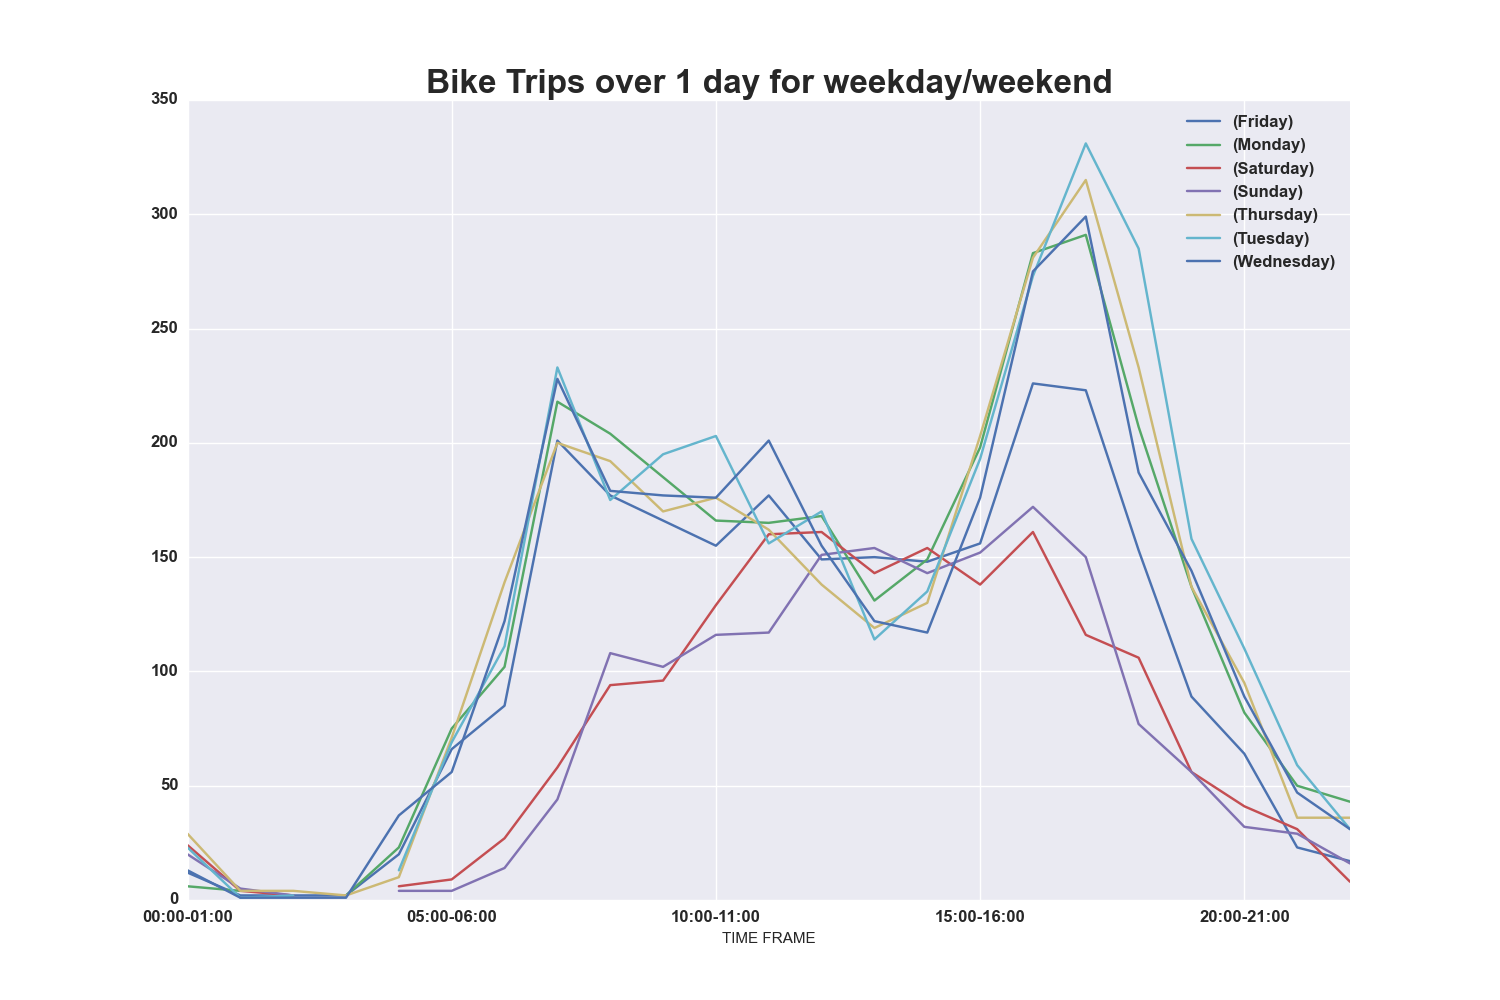 Bike Trips over 1 day for weekday/weekend
350
300
250
200
150
100
50
0
(Friday)
(Monday)
(Saturday)
(Sunday)
(Thursday)
(Tuesday)
(Wednesday)
00:00-01:00 05:00-06:00 10:00-11:00 15:00-16:00 20:00-21:00
TIME FRAME